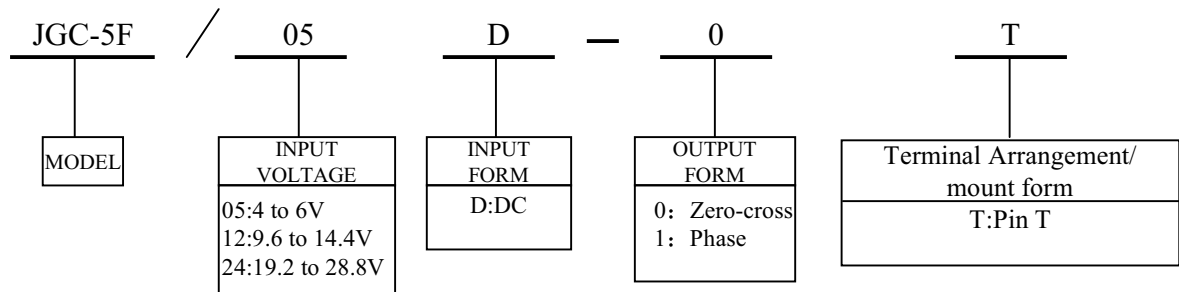 JGC-5F / 05 D — 0 T
MODEL
INPUT
VOLTAGE
05:4 to 6V
12:9.6 to 14.4V
24:19.2 to 28.8V
INPUT
FORM
D:DC
OUTPUT
FORM
0：Zero-cross
1：Phase
Terminal Arrangement/
mount form
T:Pin T